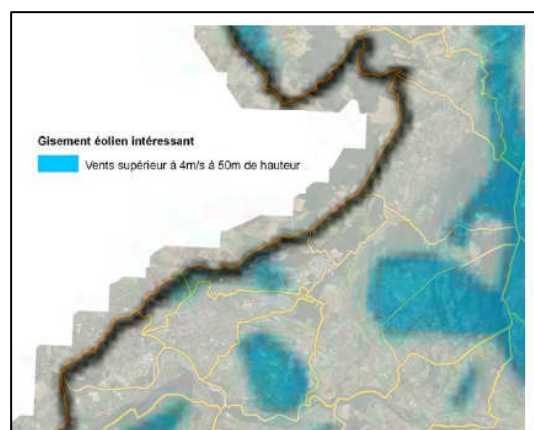 Gisement éolien intéressant
Vents supérieur à 4m/s à 50m de hauteur